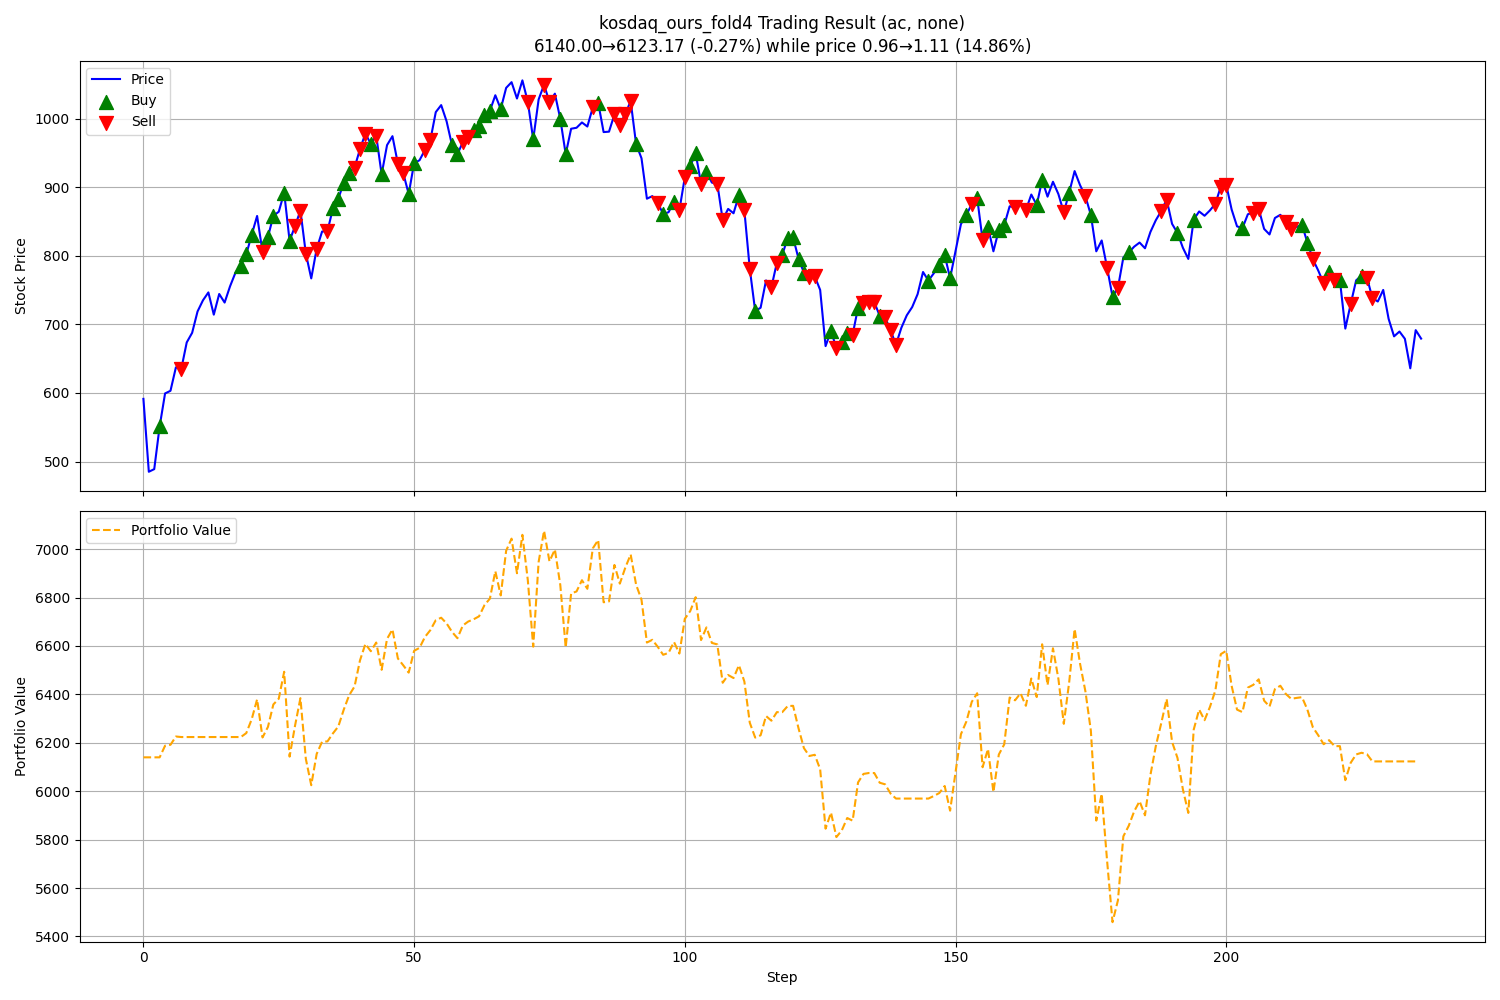 kosdaq_ours_fold4 Trading Result (ac, none)
6140.00→6123.17 (-0.27%) while price 0.96→1.11 (14.86%)
Price
Buy
Sell
Stock Price
1000
900
800
700
600
500
Portfolio Value
Portfolio Value
7000
6800
6600
6400
6200
6000
5800
5600
5400
0 50 100 150 200
Step